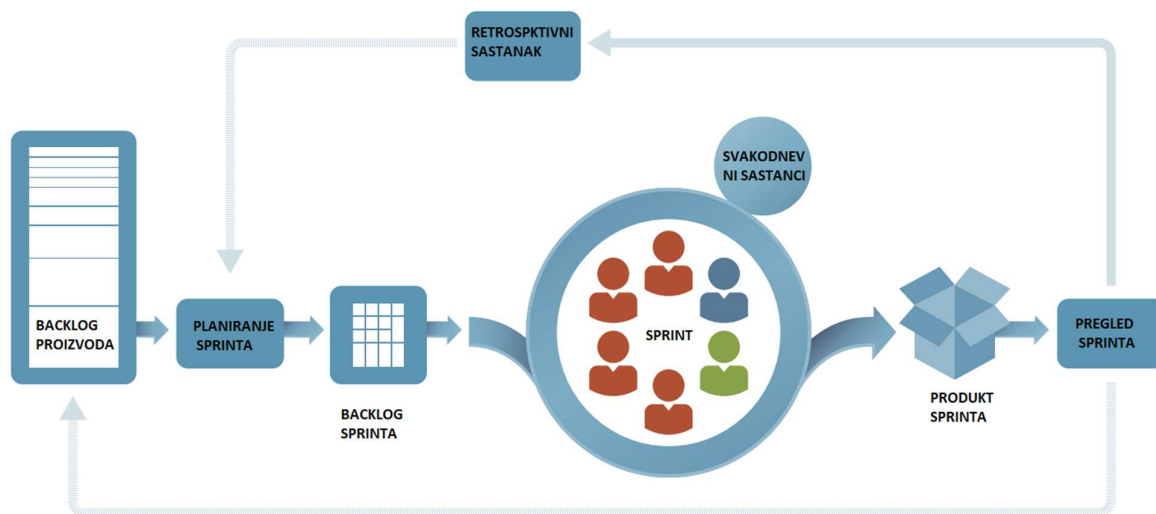 RETROSPKTIVNI
SASTANAK
SVAKODNEV
NI SASTANCI
BACKLOG
PROIZVODA
PLANIRANJE
SPRINTA
BACKLOG
SPRINTA
SPRINT
PRODUKT
SPRINTA
PREGLED
SPRINTA